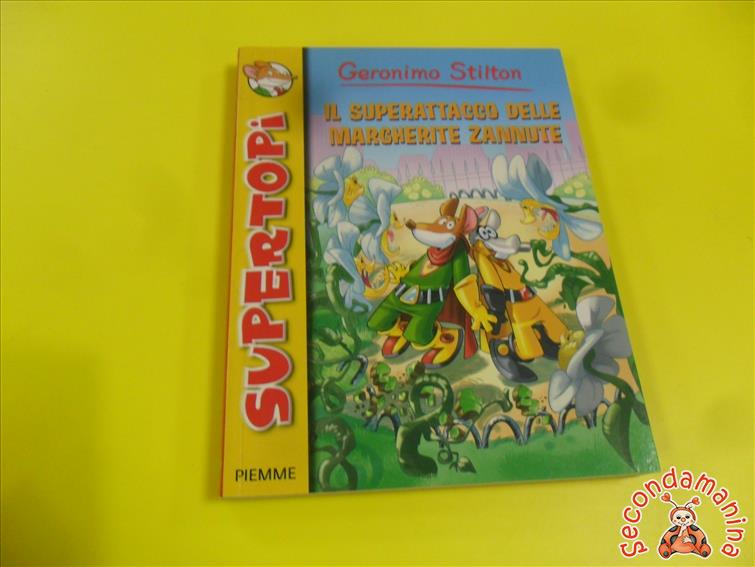 Geronimo Stilton
IL SUPERATTACCO DELLE
MARGHERITE ZANNUTE
SUPERTOPI
PIEMME
Secondamanina